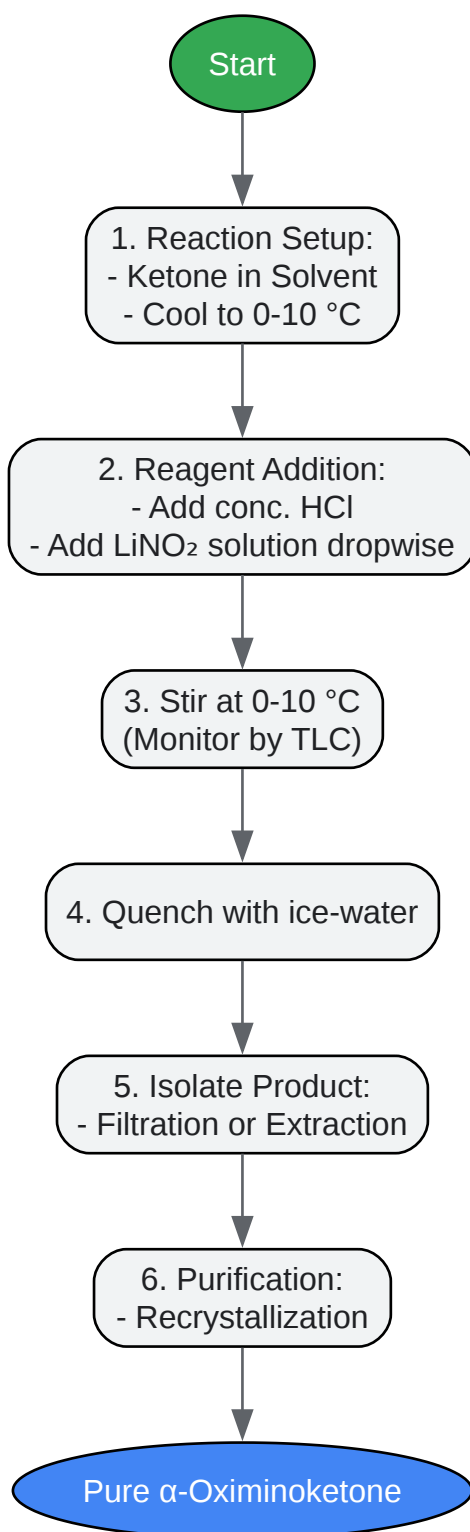 Start
1. Reaction Setup:
- Ketone in Solvent
- Cool to 0-10 °C
2. Reagent Addition:
- Add conc. HCl
- Add LiNO₂ solution dropwise
3. Stir at 0-10 °C
(Monitor by TLC)
4. Quench with ice-water
5. Isolate Product:
- Filtration or Extraction
6. Purification:
- Recrystallization
Pure α-Oximinoketone